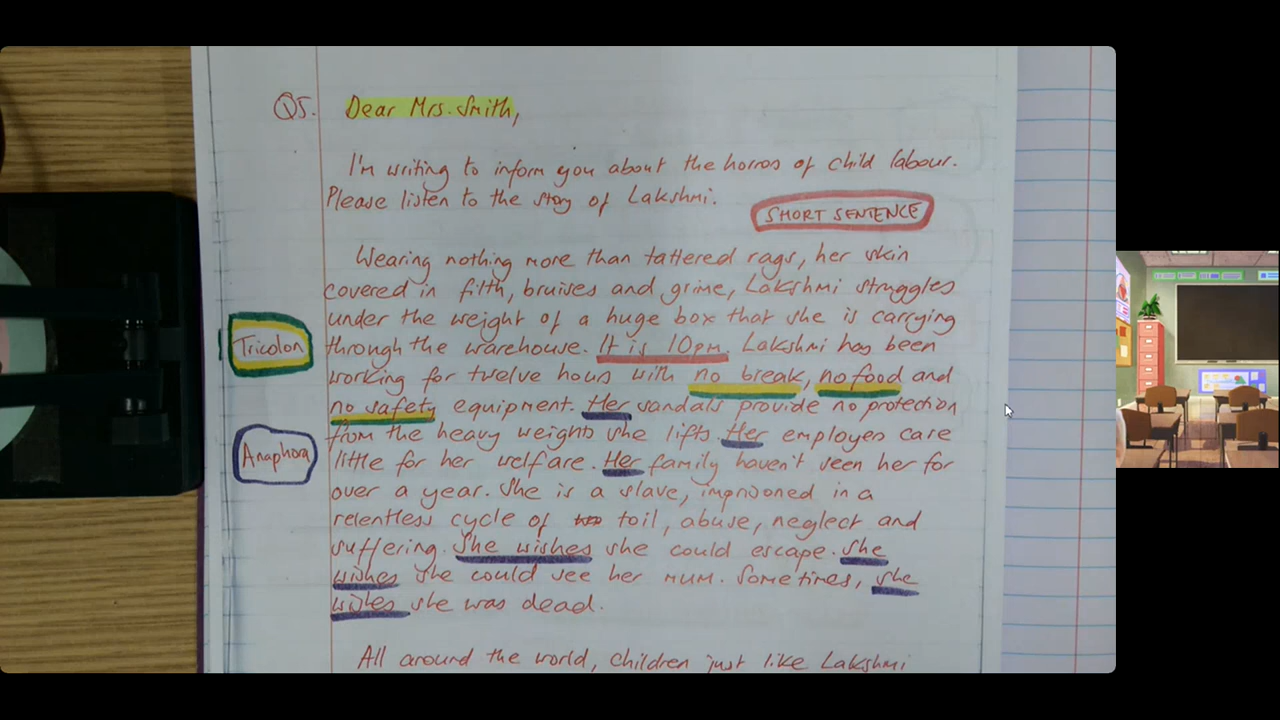 Q5. Dear Mrs. Smith,
I'm writing to inform you about the horros of child labour.
Please listen to the story of Lakshmi.
SHORT SENTENCE
Wearing nothing more than tattered rags, her skin
covered in filth, bruises and grime, Lakshmi struggles
under the weight of a huge box that she is carrying
Tricolon
through the warehouse. It is 10pm. Lakshmi has been
working for twelve hours with no break, no food and
no safety equipment. Her sandals provide no protection
from the heavy weights she lifts. Her employes care
Anaphora
little for her welfare. Her family haven't seen her for
over a year. She is a slave, imprisoned in a
relentless cycle of toil, abuse, neglect and
suffering. She wishes she could escape. She
wishes she could see her mum. Sometimes, she
wishes she was dead.
All around the world, children just like Lakshmi